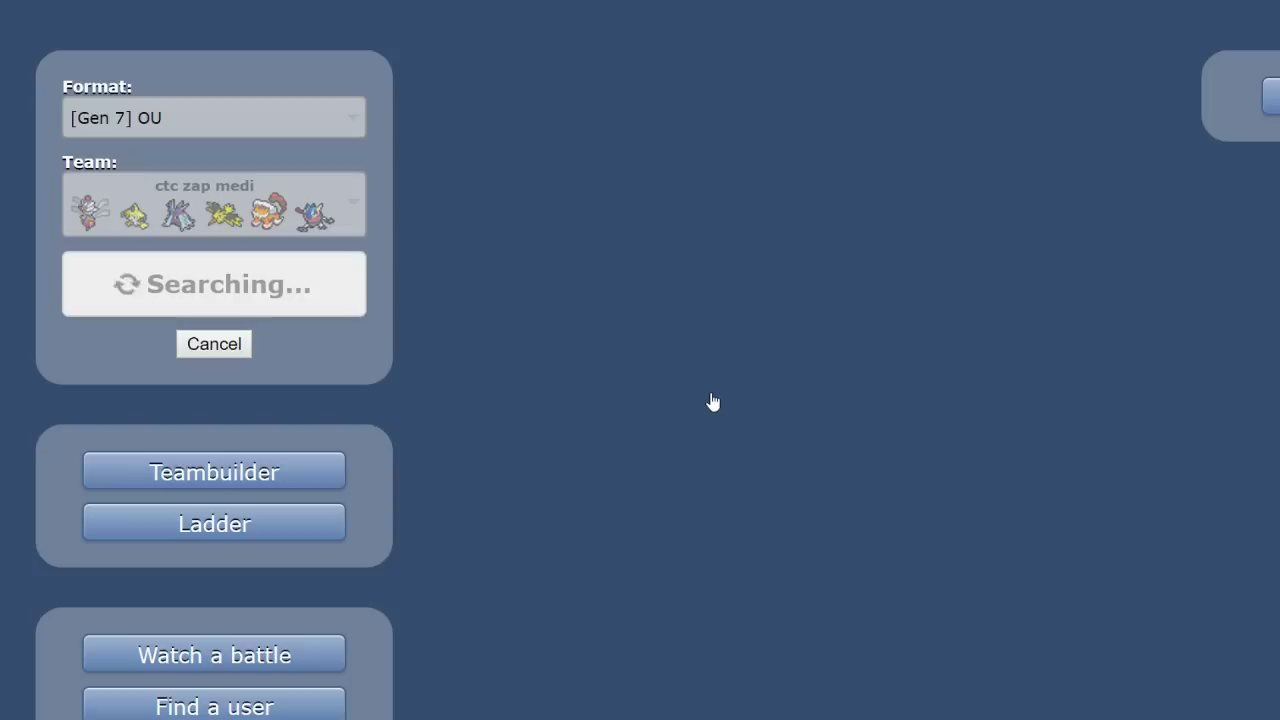 Format:
[Gen 7] OU
Team:
ctc zap medi
Searching...
Cancel
Teambuilder
Ladder
Watch a battle
Find a user